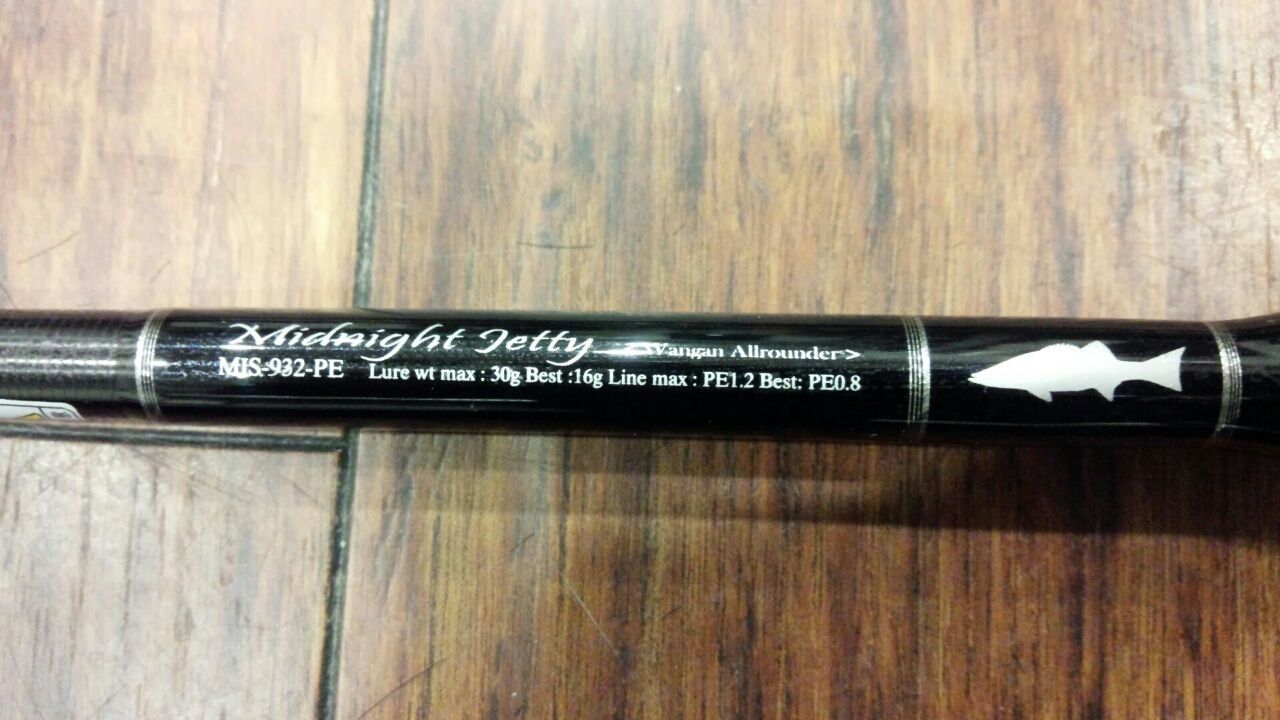 Midnight Jetty <Vangan Allrounder>
MIS-932-PE Lure wt max : 30g Best :16g Line max : PE1.2 Best: PE0.8